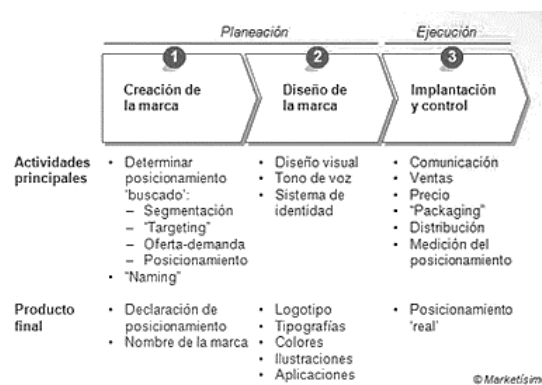 Planeación
Ejecución
1
2
3
Creación de
la marca
Diseño de
la marca
Implantación
y control
Actividades
principales
• Determinar
posicionamiento
'buscado':
– Segmentación
– "Targeting"
– Oferta-demanda
– Posicionamiento
• "Naming"
• Diseño visual
• Tono de voz
• Sistema de
identidad
• Comunicación
• Ventas
• Precio
• "Packaging"
• Distribución
• Medición del
posicionamiento
Producto
final
• Declaración de
posicionamiento
• Nombre de la marca
• Logotipo
• Tipografías
• Colores
• Ilustraciones
• Aplicaciones
• Posicionamiento
'real'
© Marketísim